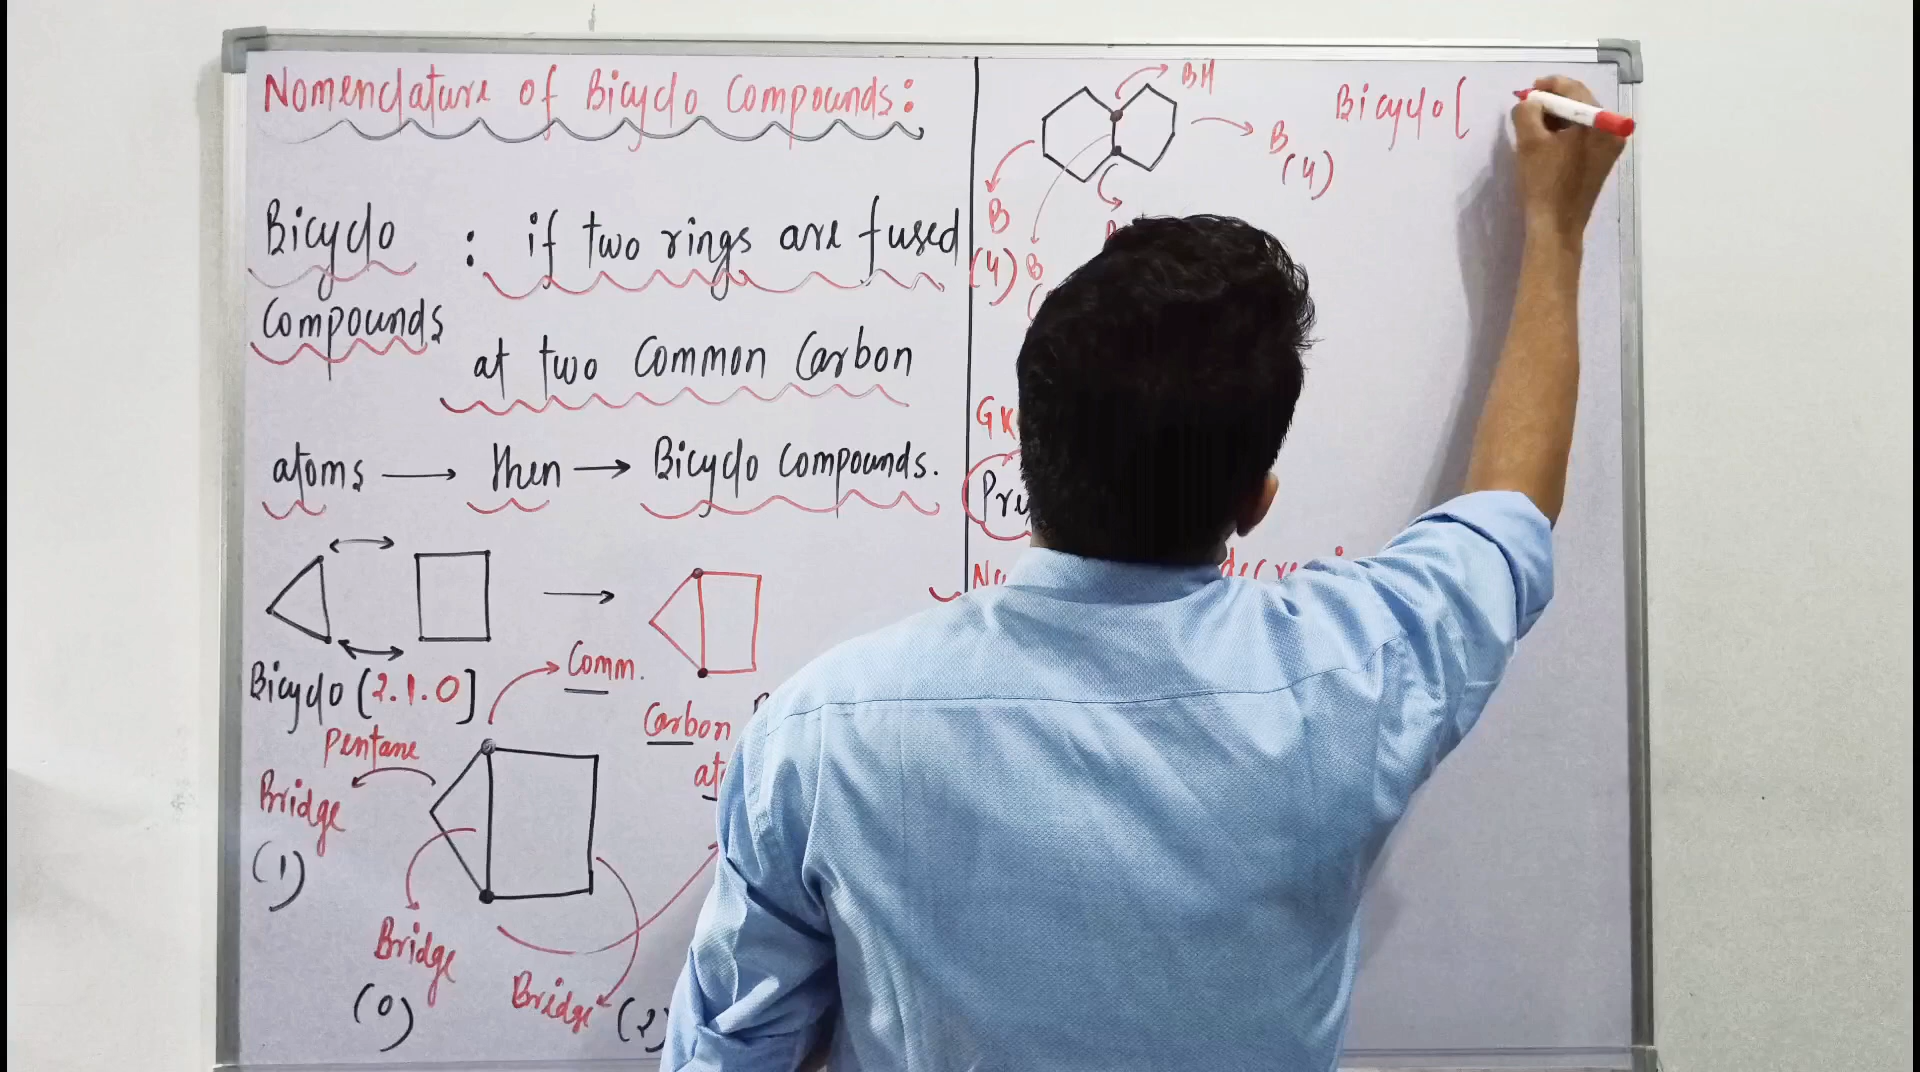 Nomenclature of Bicyclo Compounds:
Bicyclo : if two rings are fused
Compounds
at two Common Carbon
atoms → then → Bicyclo Compounds.
Comm.
Carbon
Bicyclo [2.1.0]
Pentane
Bridge
(1)
Bridge
(0)
Bridge (2)
BH
B
(4)
B
(4)
B
Bicyclo [